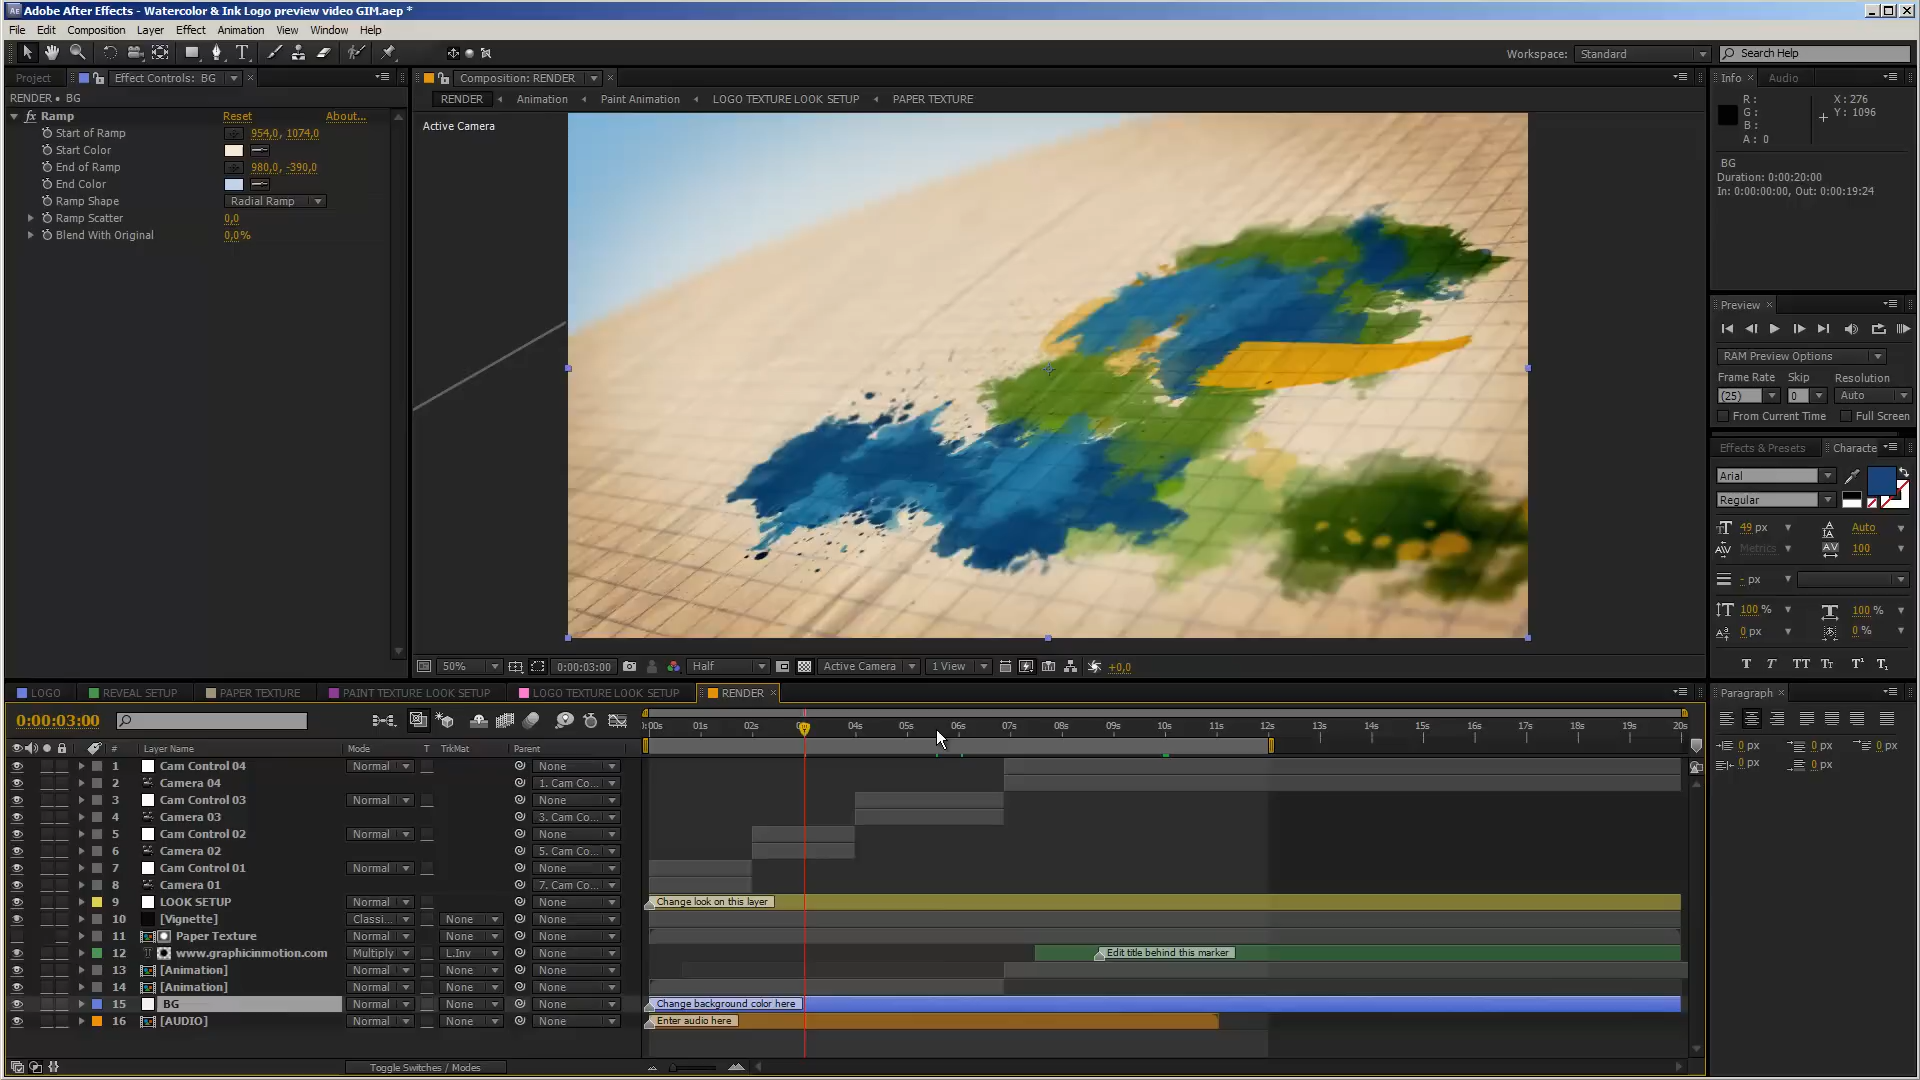 Adobe After Effects - Watercolor & Ink Logo preview video GIM.aep *
File Edit Composition Layer Effect Animation View Window Help
Workspace: Standard Search Help
Project Effect Controls: BG
RENDER • BG
Ramp Reset About...
Start of Ramp 954,0, 1074,0
Start Color
End of Ramp 980,0, -390,0
End Color
Ramp Shape Radial Ramp
Ramp Scatter 0,0
Blend With Original 0,0%
Composition: RENDER
RENDER Animation Paint Animation LOGO TEXTURE LOOK SETUP PAPER TEXTURE
Active Camera
50% 0:00:03:00 Half Active Camera 1 View +0,0
Info Audio
R: X: 276
G: Y: 1096
B:
A: 0
BG
Duration: 0:00:20:00
In: 0:00:00:00, Out: 0:00:19:24
Preview
RAM Preview Options
Frame Rate Skip Resolution
(25) 0 Auto
From Current Time Full Screen
Effects & Presets Characte
Arial
Regular
49 px Auto
Metrics 100
- px
100 % 100 %
0 px 0 %
T T TT Tt T¹ T₁
Paragraph
0 px 0 px 0 px
0 px 0 px
LOGO REVEAL SETUP PAPER TEXTURE PAINT TEXTURE LOOK SETUP LOGO TEXTURE LOOK SETUP RENDER
0:00:03:00
:00s 01s 02s 04s 05s 06s 07s 08s 09s 10s 11s 12s 13s 14s 15s 16s 17s 18s 19s 20s
# Layer Name Mode T TrkMat Parent
1 Cam Control 04 Normal None
2 Camera 04 1. Cam Co...
3 Cam Control 03 Normal None
4 Camera 03 3. Cam Co...
5 Cam Control 02 Normal None
6 Camera 02 5. Cam Co...
7 Cam Control 01 Normal None
8 Camera 01 7. Cam Co...
9 LOOK SETUP Normal None Change look on this layer
10 [Vignette] Classi... None None
11 Paper Texture Normal None None
12 www.graphicinmotion.com Multiply L.Inv None Edit title behind this marker
13 [Animation] Normal None None
14 [Animation] Normal None None
15 BG Normal None None Change background color here
16 [AUDIO] Normal None None Enter audio here
Toggle Switches / Modes